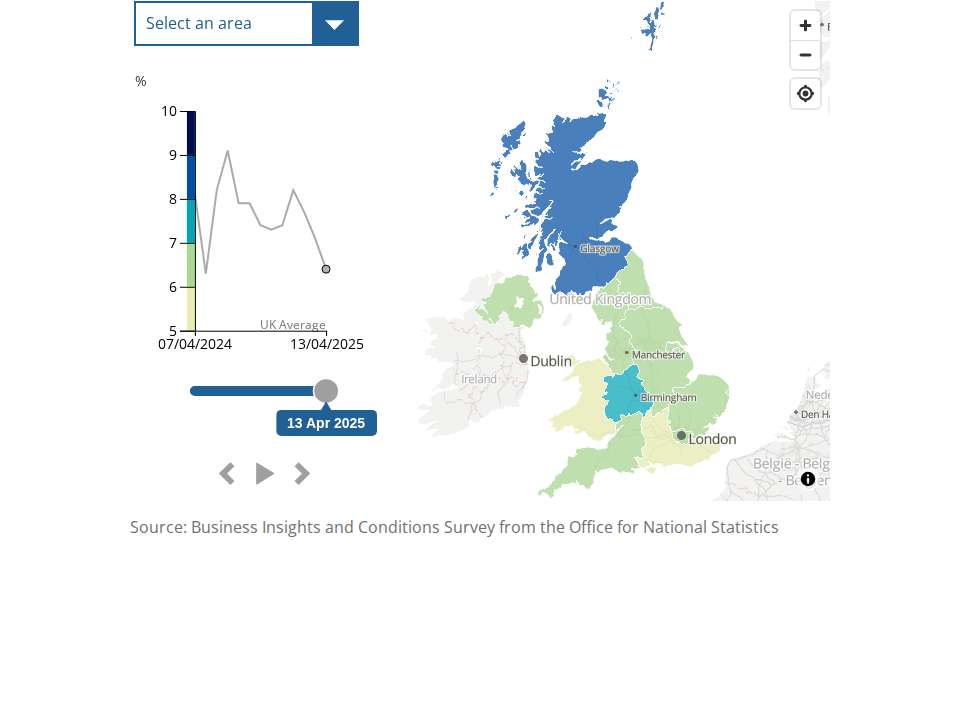 Select an area
%
10
9
8
7
6
5
UK Average
07/04/2024
13/04/2025
13 Apr 2025
Glasgow
United Kingdom
Dublin
Manchester
Ireland
Birmingham
London
Den H
België - Belg
Source: Business Insights and Conditions Survey from the Office for National Statistics